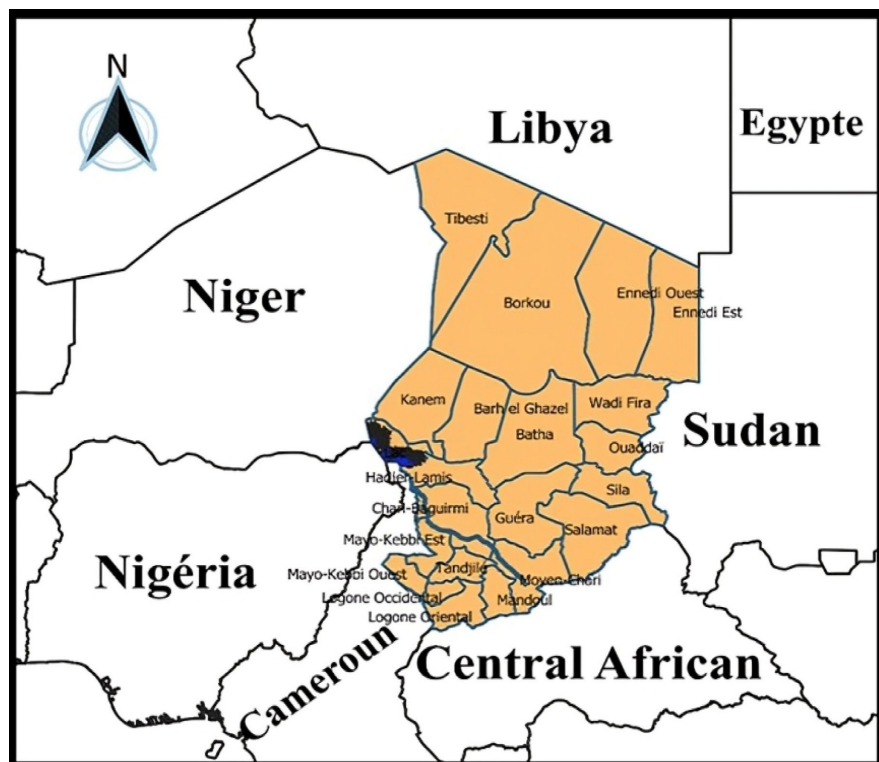 N
Libya
Egypte
Tibesti
Niger
Ennedi Ouest
Borkou
Ennedi Est
Kanem
Barh el Ghazel
Wadi Fira
Batha
Sudan
Ouaddaï
Lac
Hadjer-Lamis
Sila
Chari-Baguirmi
Guéra
Salamat
Mayo-Kebbi Est
Nigéria
Mayo-Kebbi Ouest
Tandjilé
Moyen-Chari
Logone Occidental
Mandoul
Logone Oriental
Cameroun
Central African